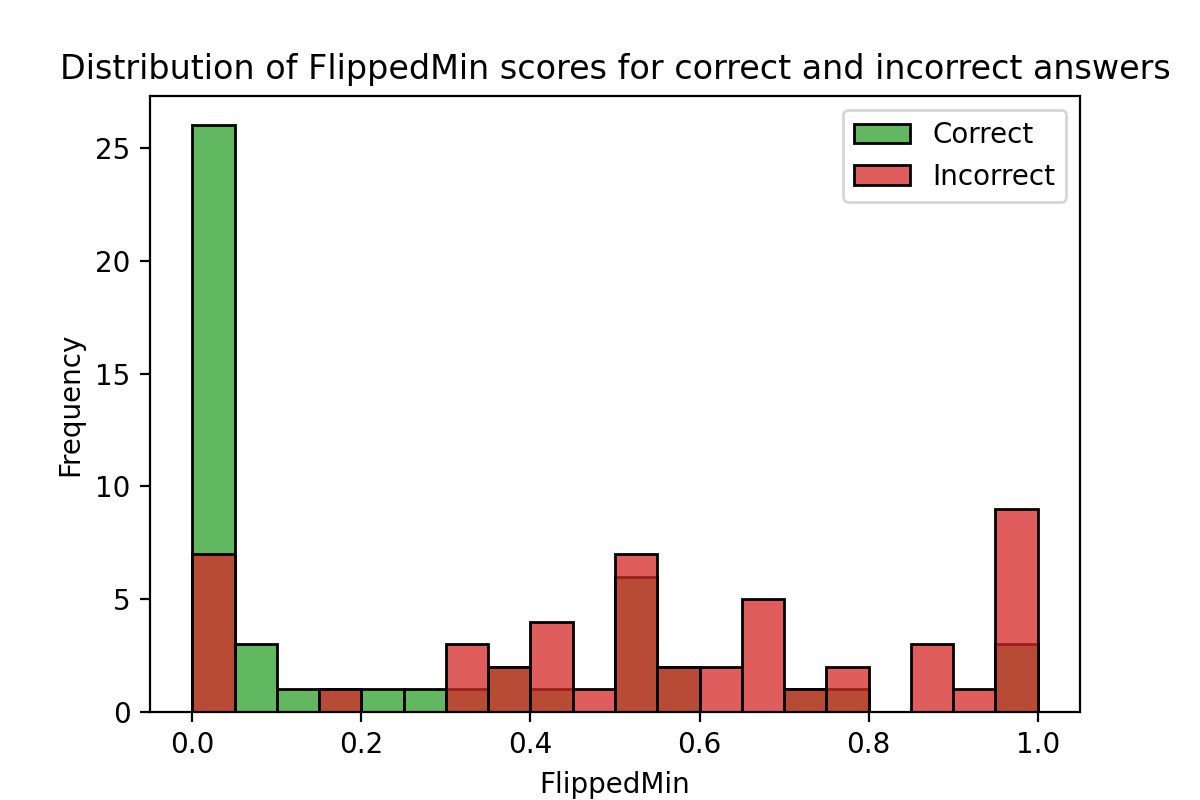 Distribution of FlippedMin scores for correct and incorrect answers
Correct
Incorrect
25
20
15
10
5
0
Frequency
0.0 0.2 0.4 0.6 0.8 1.0
FlippedMin